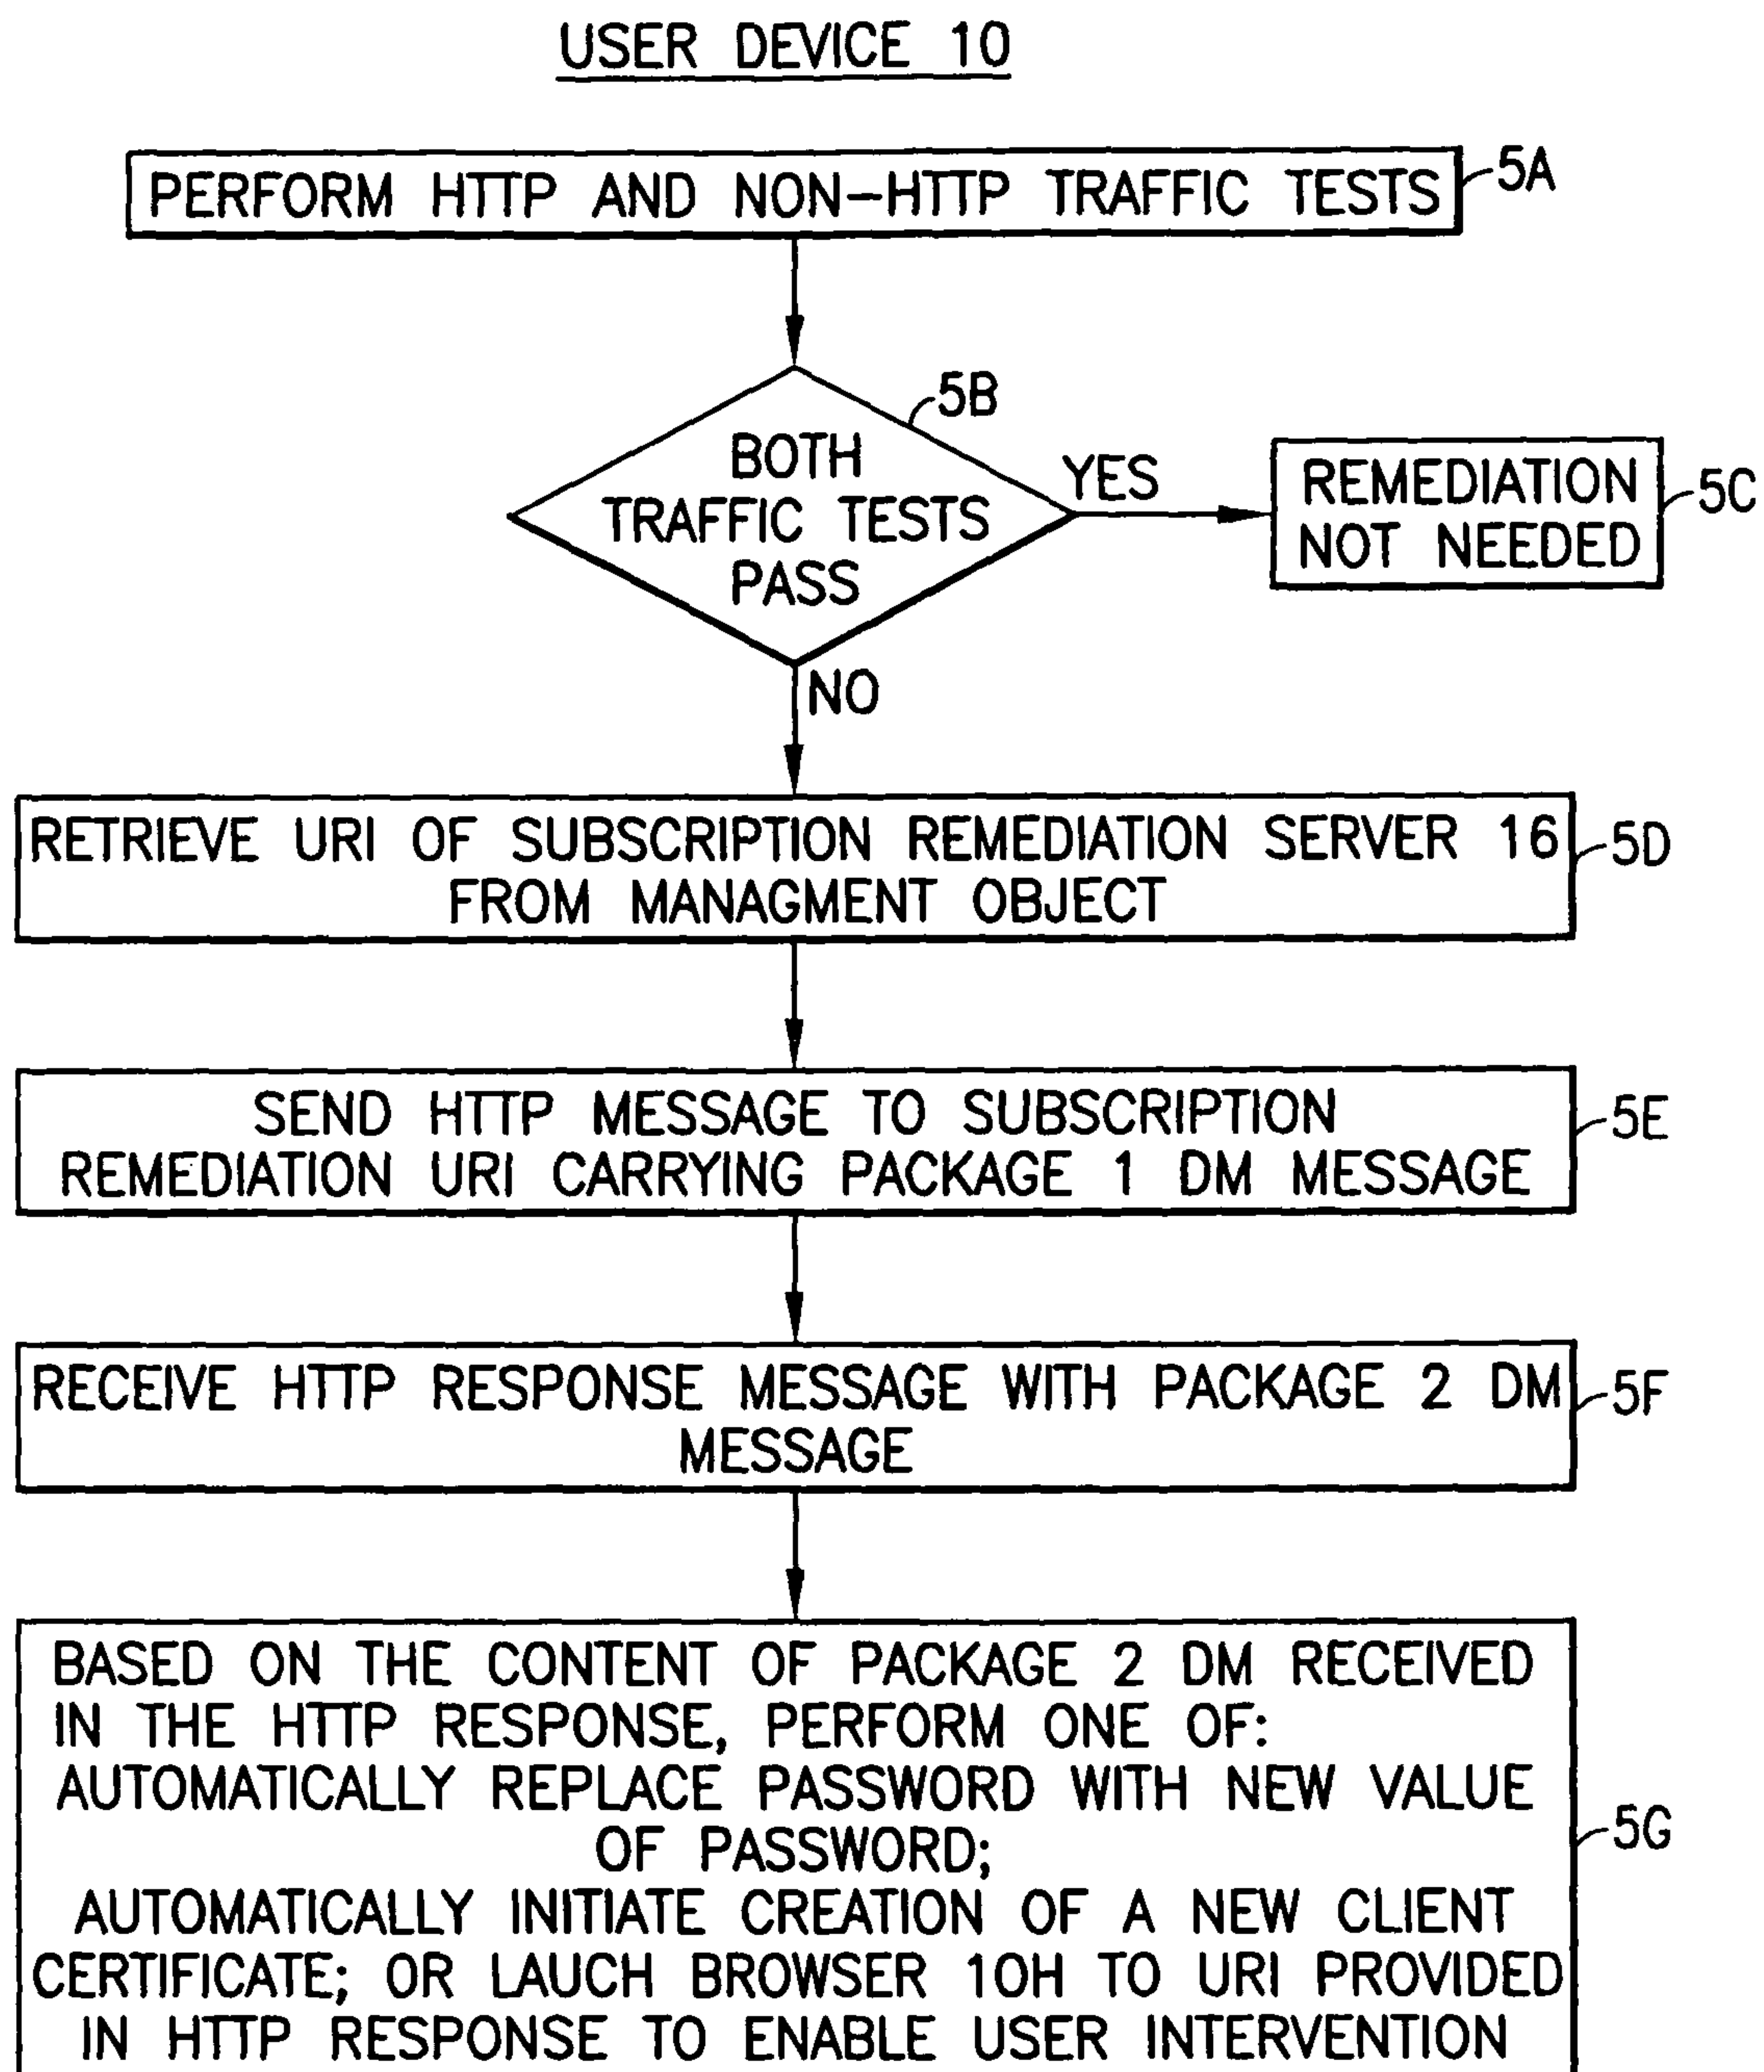 USER DEVICE 10
PERFORM HTTP AND NON-HTTP TRAFFIC TESTS
5A
BOTH
TRAFFIC TESTS
PASS
5B
YES
REMEDIATION
NOT NEEDED
5C
NO
RETRIEVE URI OF SUBSCRIPTION REMEDIATION SERVER 16
FROM MANAGMENT OBJECT
5D
SEND HTTP MESSAGE TO SUBSCRIPTION
REMEDIATION URI CARRYING PACKAGE 1 DM MESSAGE
5E
RECEIVE HTTP RESPONSE MESSAGE WITH PACKAGE 2 DM
MESSAGE
5F
BASED ON THE CONTENT OF PACKAGE 2 DM RECEIVED
IN THE HTTP RESPONSE, PERFORM ONE OF:
AUTOMATICALLY REPLACE PASSWORD WITH NEW VALUE
OF PASSWORD;
AUTOMATICALLY INITIATE CREATION OF A NEW CLIENT
CERTIFICATE; OR LAUCH BROWSER 10H TO URI PROVIDED
IN HTTP RESPONSE TO ENABLE USER INTERVENTION
5G